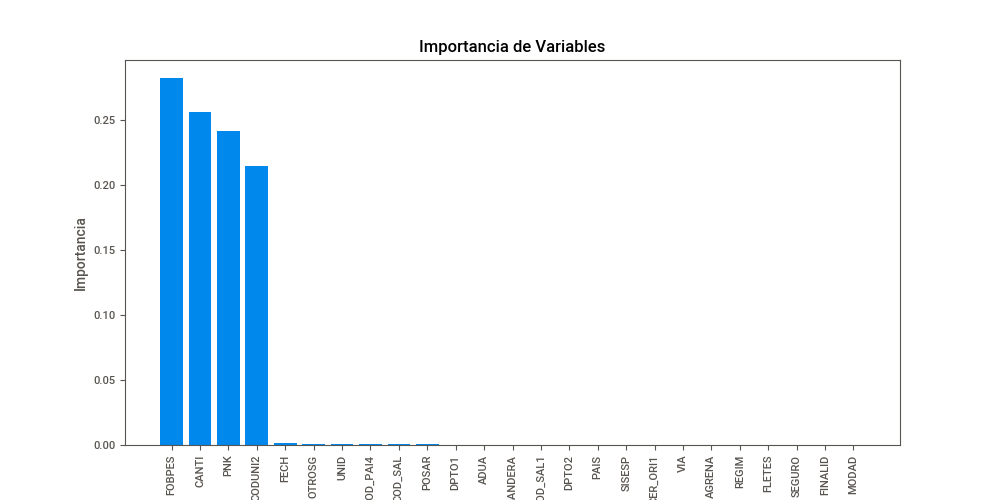 Importancia de Variables
Importancia
0.25
0.20
0.15
0.10
0.05
0.00
FOBPES
CANTI
PNK
CODUNI2
FECH
OTROSG
UNID
OD_PAI4
COD_SAL
POSAR
DPTO1
ADUA
ANDERA
OD_SAL1
DPTO2
PAIS
SISESP
ER_ORI1
VIA
AGRENA
REGIM
FLETES
SEGURO
FINALID
MODAD